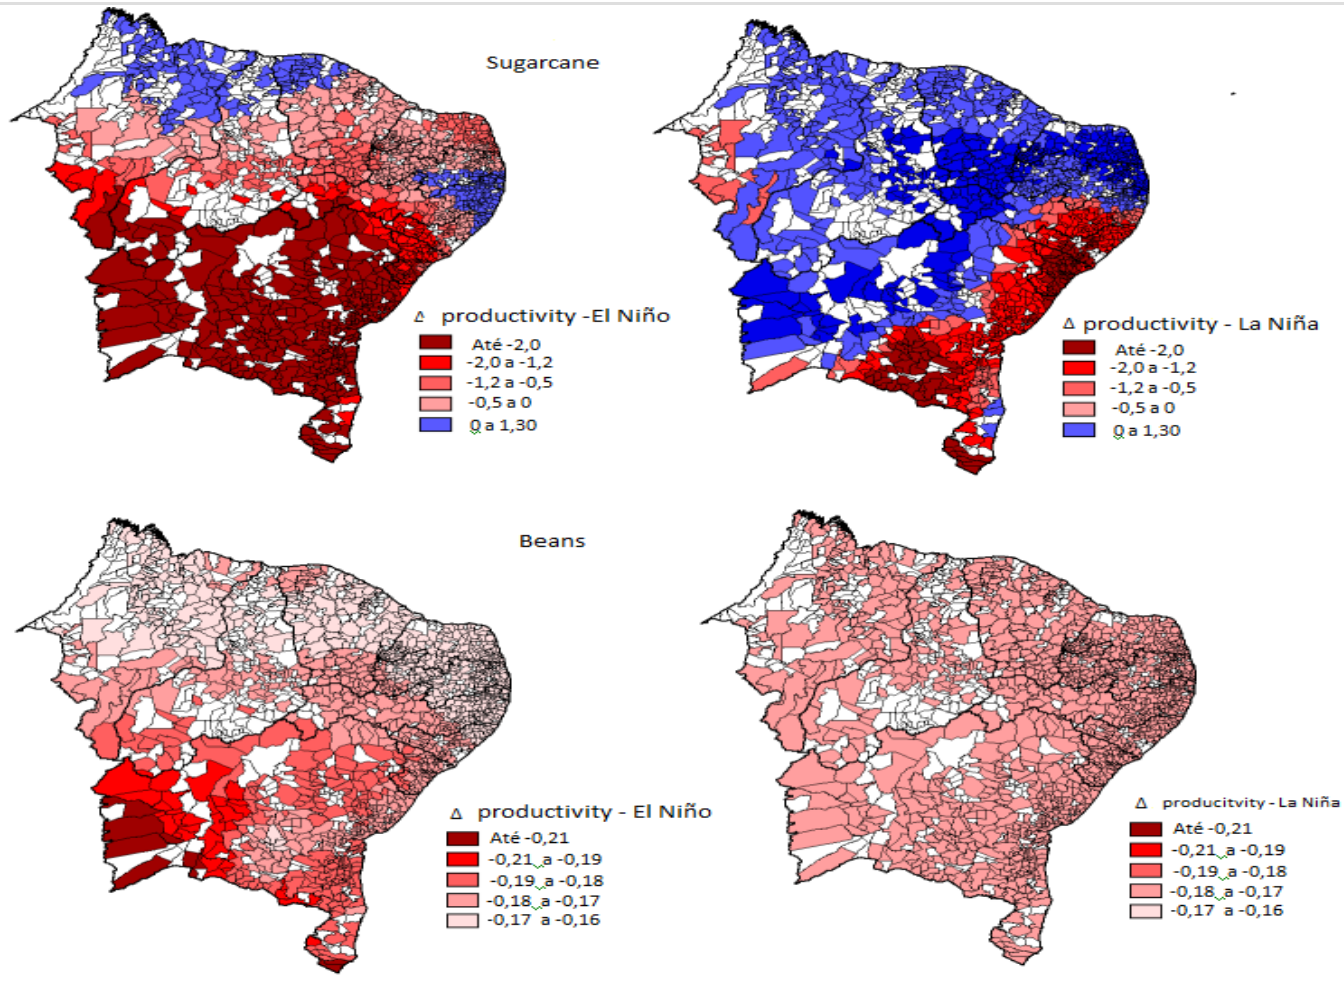 Sugarcane
Δ productivity -El Niño
Até -2,0
-2,0 a -1,2
-1,2 a -0,5
-0,5 a 0
0 a 1,30
Δ productivity - La Niña
Até -2,0
-2,0 a -1,2
-1,2 a -0,5
-0,5 a 0
0 a 1,30
Beans
Δ productivity - El Niño
Até -0,21
-0,21 a -0,19
-0,19 a -0,18
-0,18 a -0,17
-0,17 a -0,16
Δ producitvity - La Niña
Até -0,21
-0,21 a -0,19
-0,19 a -0,18
-0,18 a -0,17
-0,17 a -0,16